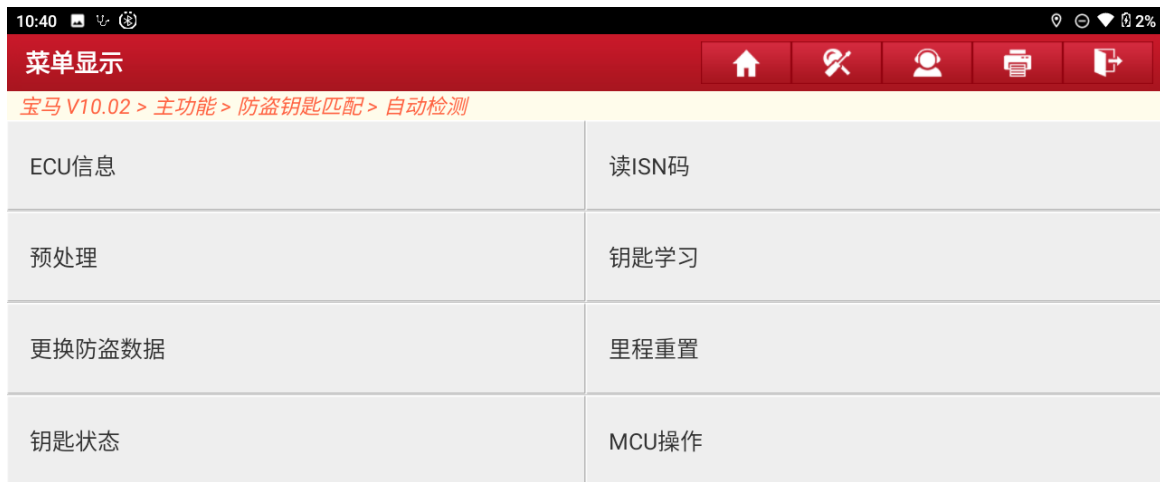 10:40 2%
菜单显示
宝马 V10.02 > 主功能 > 防盗钥匙匹配 > 自动检测
ECU信息 读ISN码
预处理 钥匙学习
更换防盗数据 里程重置
钥匙状态 MCU操作